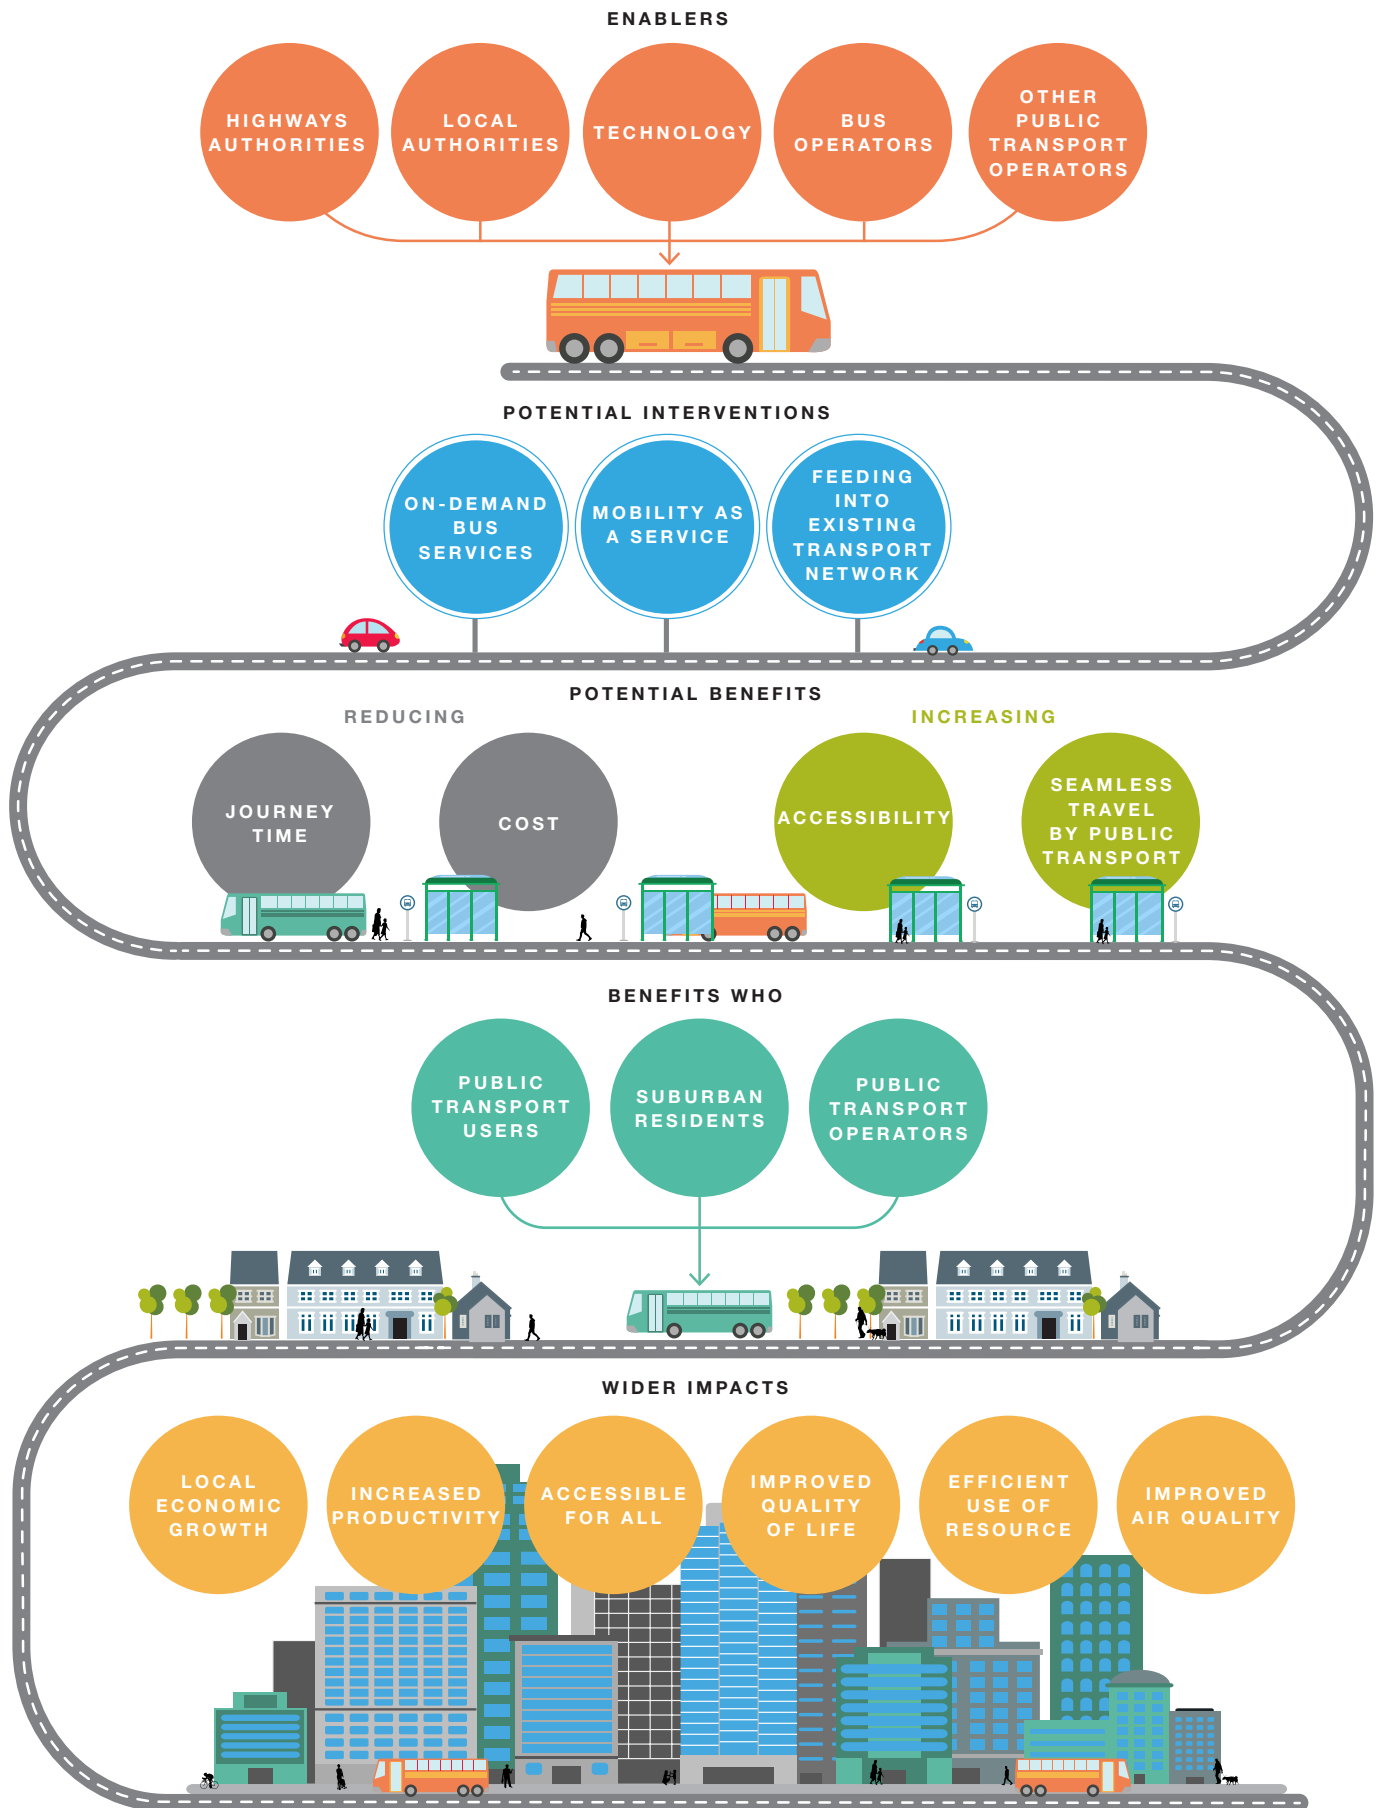 ENABLERS
HIGHWAYS
AUTHORITIES
LOCAL
AUTHORITIES
TECHNOLOGY
BUS
OPERATORS
OTHER
PUBLIC
TRANSPORT
OPERATORS
POTENTIAL INTERVENTIONS
ON-DEMAND
BUS
SERVICES
MOBILITY AS
A SERVICE
FEEDING
INTO
EXISTING
TRANSPORT
NETWORK
POTENTIAL BENEFITS
REDUCING
INCREASING
JOURNEY
TIME
COST
ACCESSIBILITY
SEAMLESS
TRAVEL
BY PUBLIC
TRANSPORT
BENEFITS WHO
PUBLIC
TRANSPORT
USERS
SUBURBAN
RESIDENTS
PUBLIC
TRANSPORT
OPERATORS
WIDER IMPACTS
LOCAL
ECONOMIC
GROWTH
INCREASED
PRODUCTIVITY
ACCESSIBLE
FOR ALL
IMPROVED
QUALITY
OF LIFE
EFFICIENT
USE OF
RESOURCE
IMPROVED
AIR QUALITY